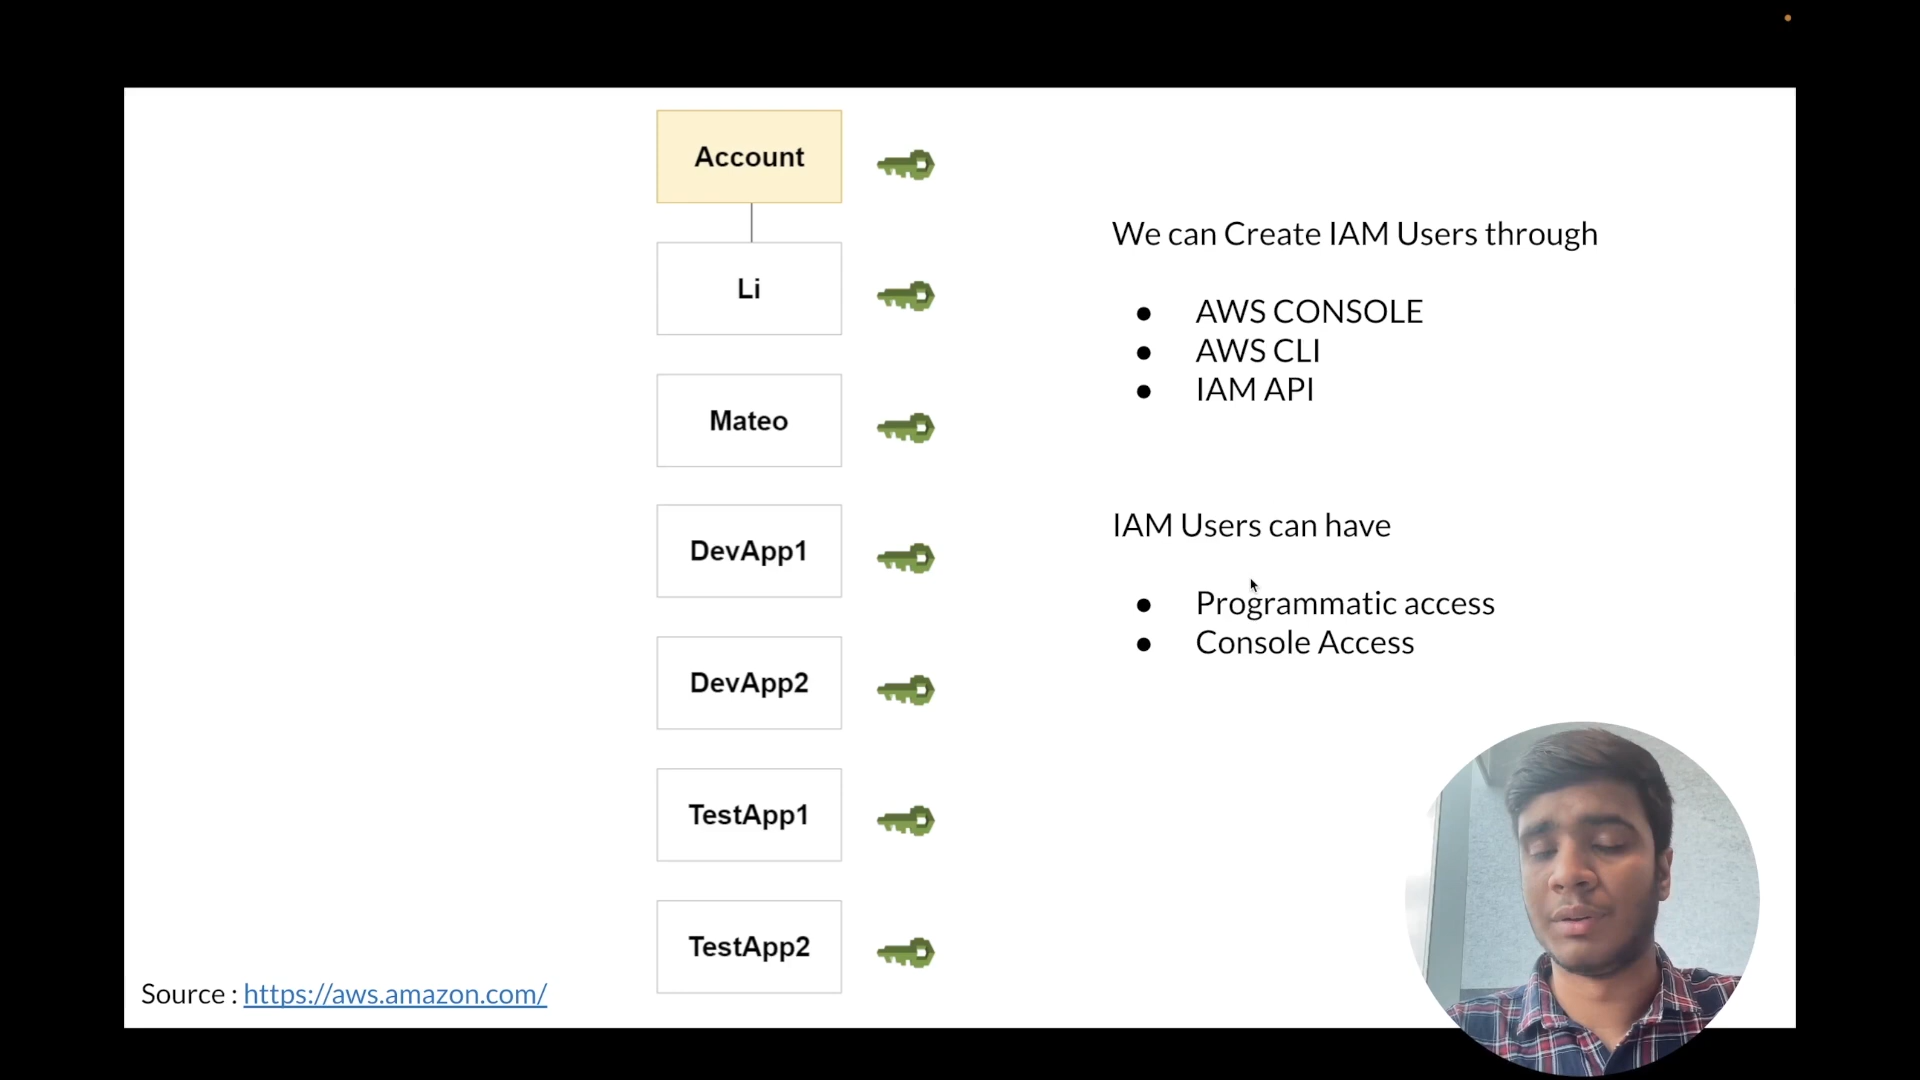 Account
Li
Mateo
DevApp1
DevApp2
TestApp1
TestApp2
We can Create IAM Users through
● AWS CONSOLE
● AWS CLI
● IAM API
IAM Users can have
● Programmatic access
● Console Access
Source : https://aws.amazon.com/